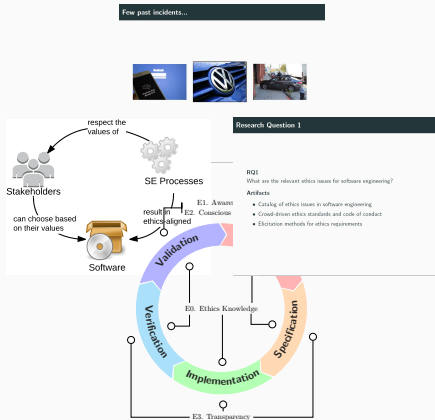 Few past incidents...
respect the
values of
SE Processes
Stakeholders
can choose based
on their values
result in
ethics-aligned
Software
Research Question 1
RQ1
What are the relevant ethics issues for software engineering?
Artifacts
• Catalog of ethics issues in software engineering
• Crowd-driven ethics standards and code of conduct
• Elicitation methods for ethics requirements
E1. Aware
E2. Conscious
Validation
Verification
E0. Ethics Knowledge
Specification
Implementation
E3. Transparency